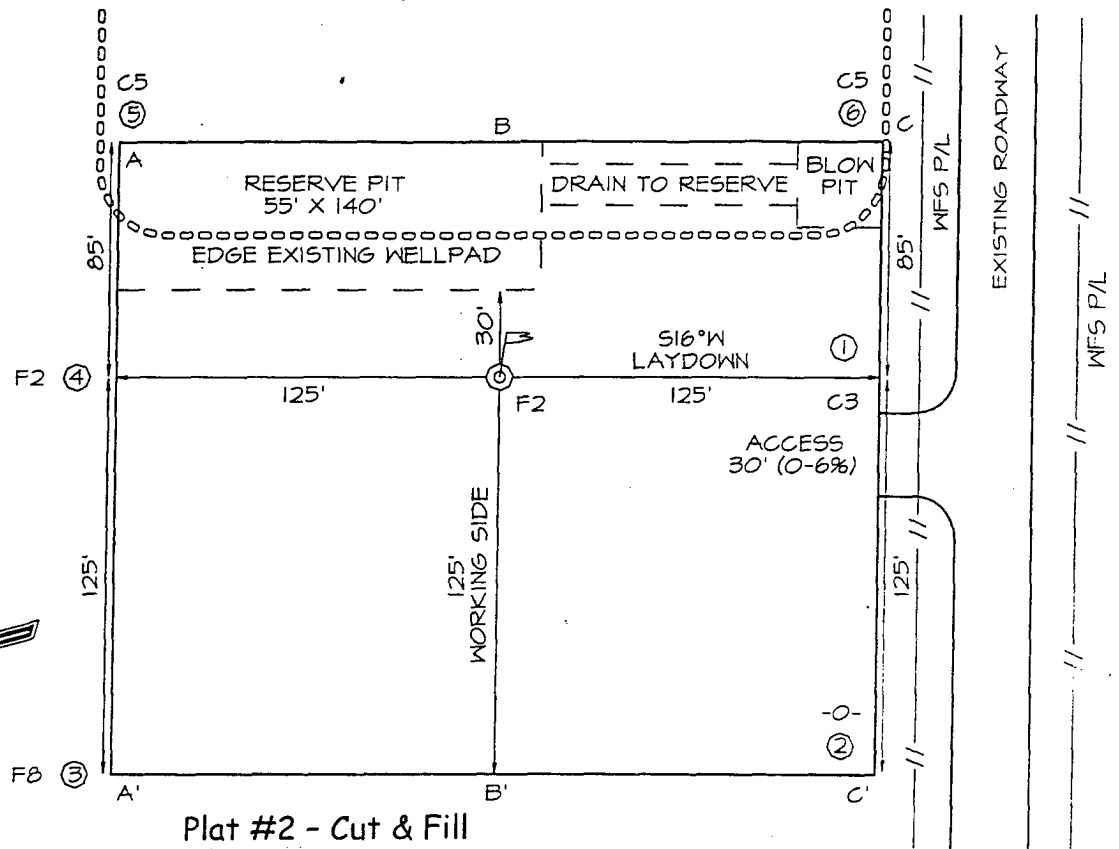 C5
⑤
B
C5
⑥
C
A
RESERVE PIT
55' X 140'
DRAIN TO RESERVE
BLOW
PIT
WFS P/L
EXISTING ROADWAY
WFS P/L
EDGE EXISTING WELLPAD
85'
85'
30'
S16°W
LAYDOWN
①
F2 ④
125'
F2
125'
C3
ACCESS
30' (0-6%)
125'
125'
WORKING SIDE
125'
-0-
②
F8 ③
A'
B'
C'
Plat #2 - Cut & Fill